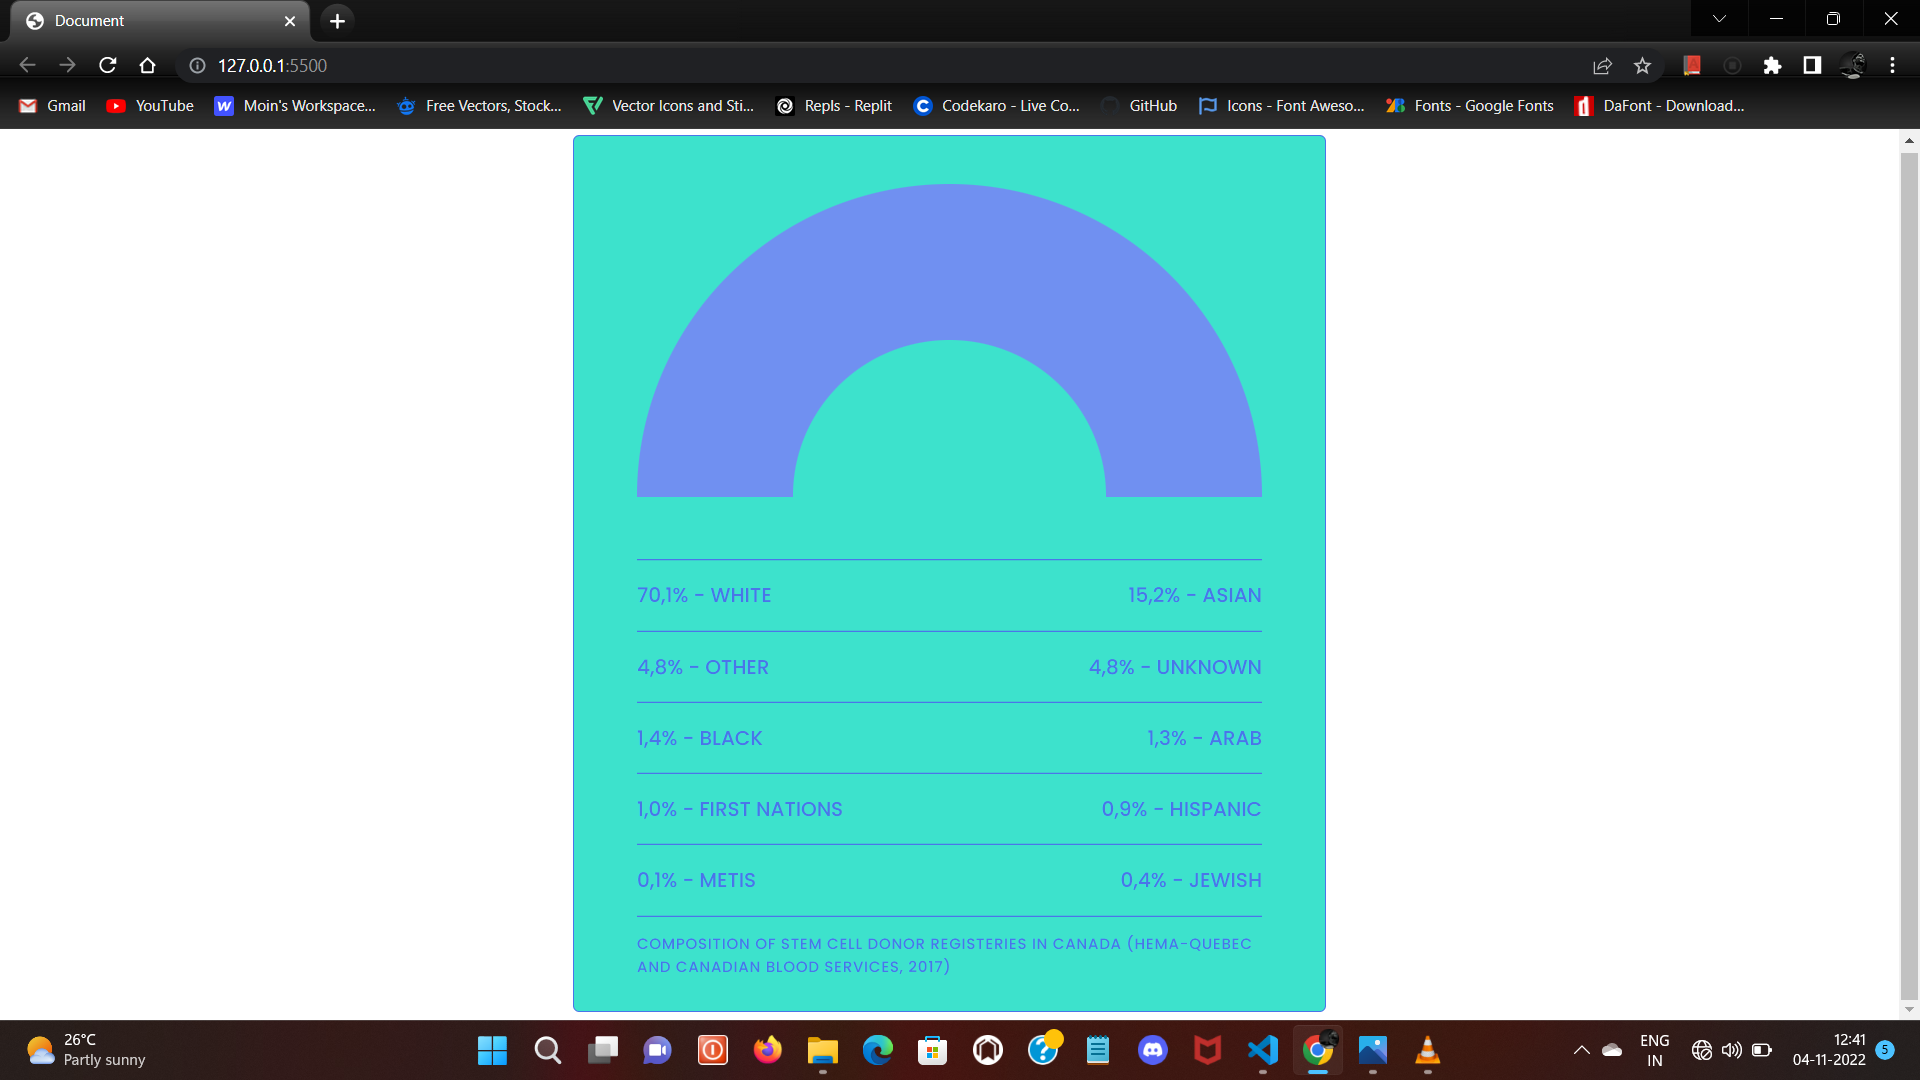 Document
127.0.0.1:5500
Gmail
YouTube
Moin's Workspace...
Free Vectors, Stock...
Vector Icons and Sti...
Repls - Replit
Codekaro - Live Co...
GitHub
Icons - Font Aweso...
Fonts - Google Fonts
DaFont - Download...
70,1% - WHITE
15,2% - ASIAN
4,8% - OTHER
4,8% - UNKNOWN
1,4% - BLACK
1,3% - ARAB
1,0% - FIRST NATIONS
0,9% - HISPANIC
0,1% - METIS
0,4% - JEWISH
COMPOSITION OF STEM CELL DONOR REGISTERIES IN CANADA (HEMA-QUEBEC
AND CANADIAN BLOOD SERVICES, 2017)
26°C
Partly sunny
ENG
IN
12:41
04-11-2022
5